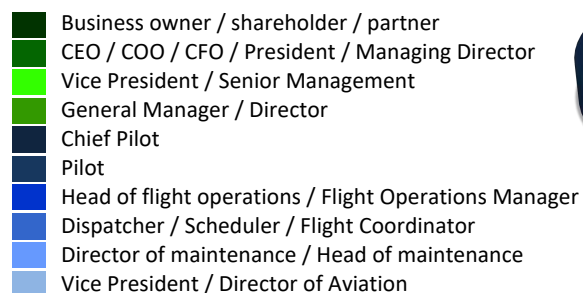 Business owner / shareholder / partner
CEO / COO / CFO / President / Managing Director
Vice President / Senior Management
General Manager / Director
Chief Pilot
Pilot
Head of flight operations / Flight Operations Manager
Dispatcher / Scheduler / Flight Coordinator
Director of maintenance / Head of maintenance
Vice President / Director of Aviation